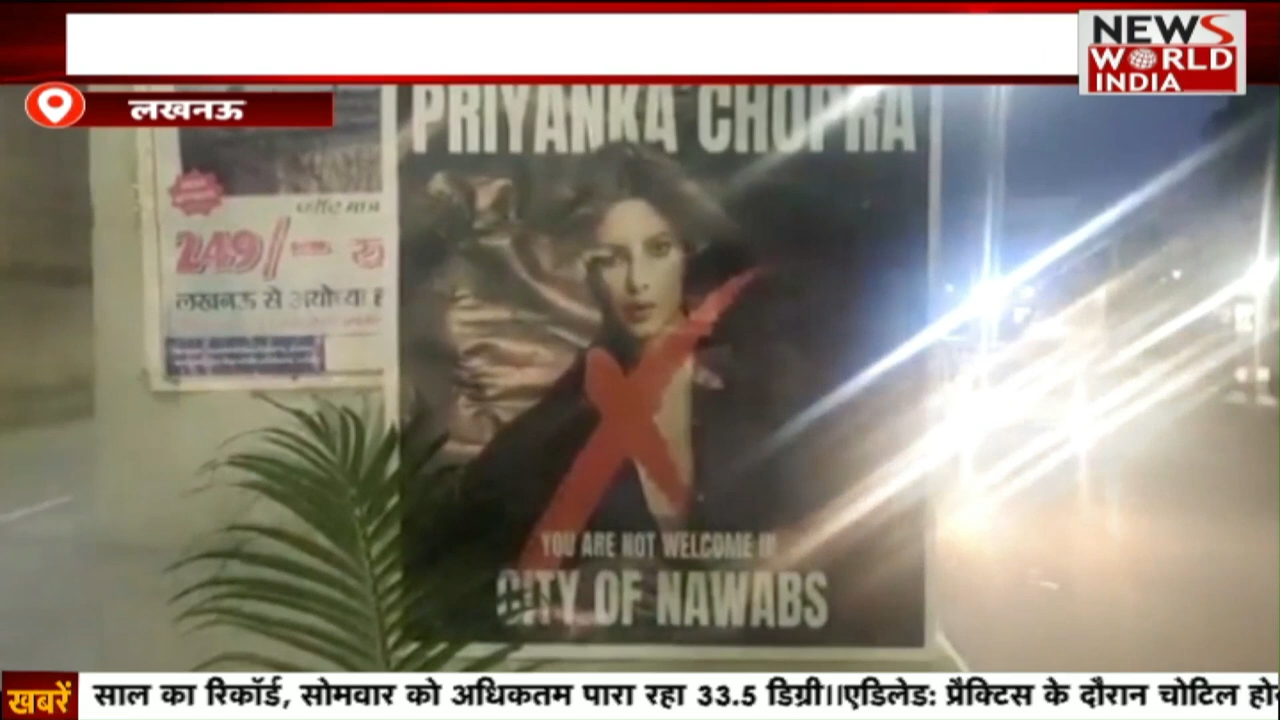 NEWS
WORLD
INDIA
लखनऊ
PRIYANKA CHOPRA
249/-
लखनऊ से अयोध्या
YOU ARE NOT WELCOME IN
CITY OF NAWABS
खबरें
साल का रिकॉर्ड, सोमवार को अधिकतम पारा रहा 33.5 डिग्री।।एडिलेड: प्रैक्टिस के दौरान चोटिल